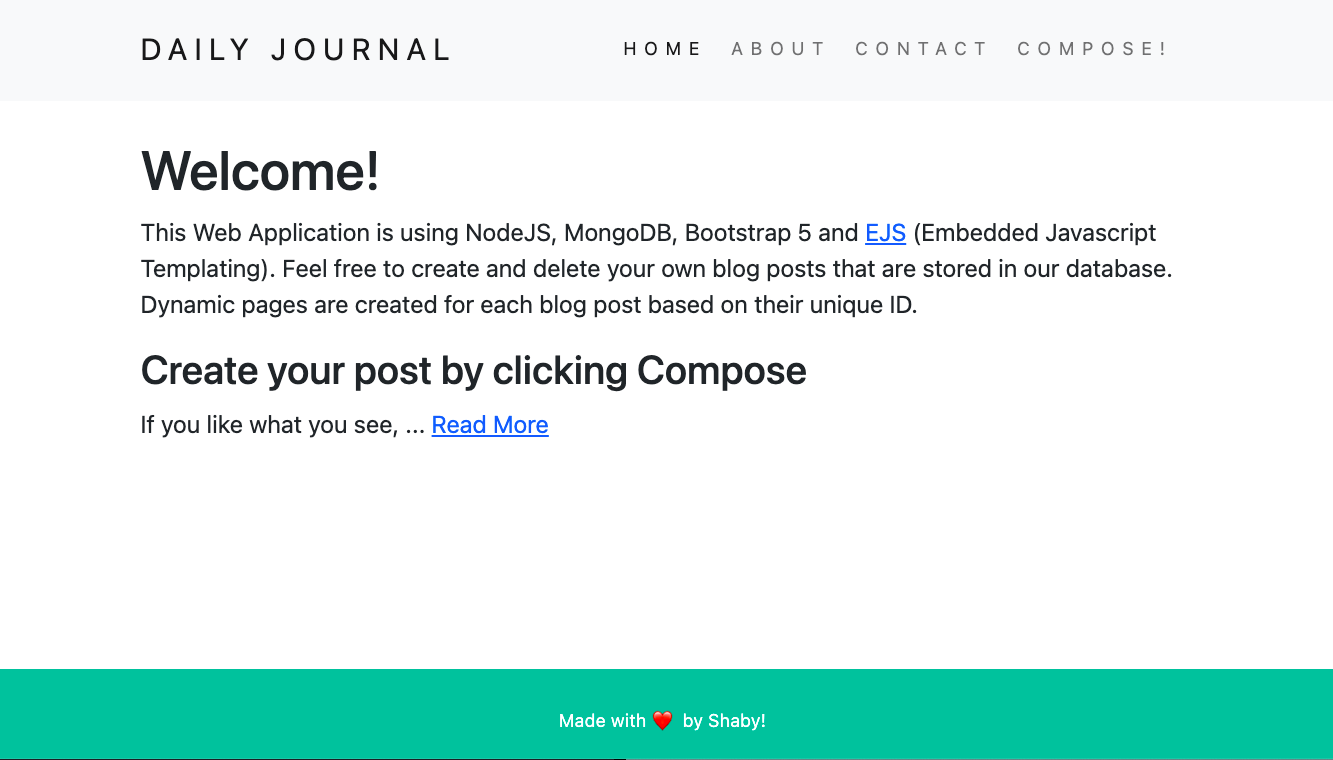 DAILY JOURNAL
HOME ABOUT CONTACT COMPOSE!
Welcome!
This Web Application is using NodeJS, MongoDB, Bootstrap 5 and EJS (Embedded Javascript
Templating). Feel free to create and delete your own blog posts that are stored in our database.
Dynamic pages are created for each blog post based on their unique ID.
Create your post by clicking Compose
If you like what you see, ... Read More
Made with ❤️ by Shaby!